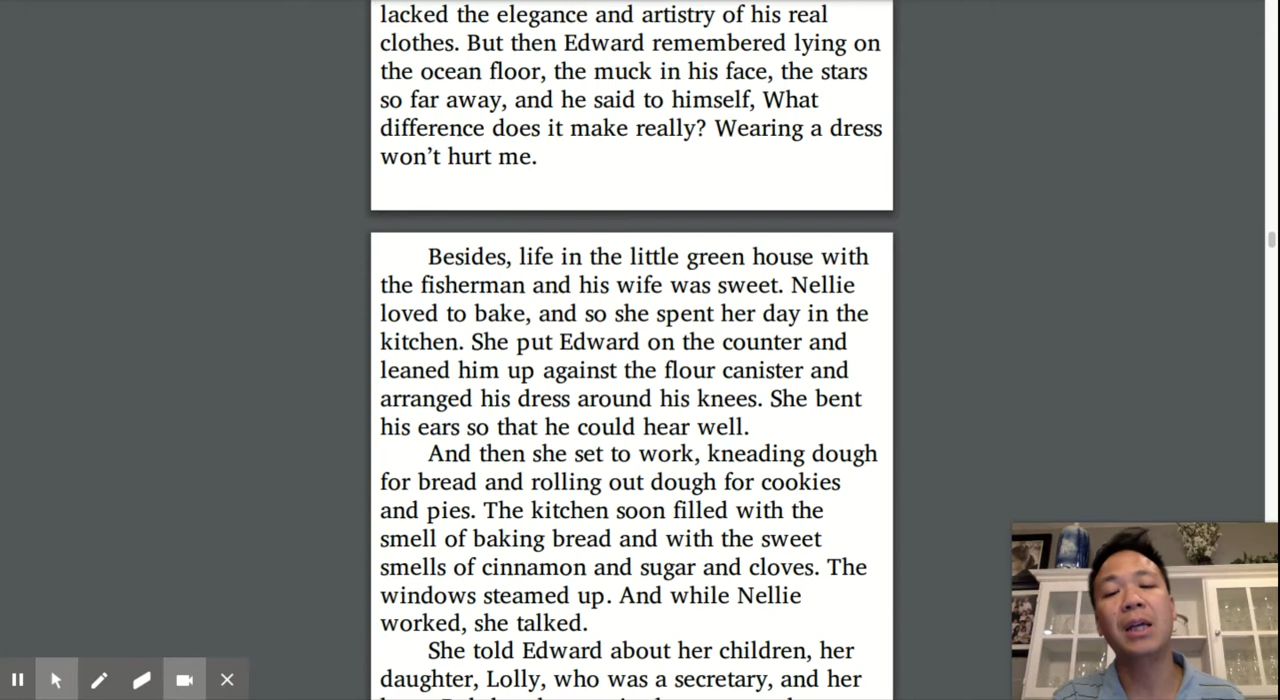 lacked the elegance and artistry of his real
clothes. But then Edward remembered lying on
the ocean floor, the muck in his face, the stars
so far away, and he said to himself, What
difference does it make really? Wearing a dress
won’t hurt me.
Besides, life in the little green house with
the fisherman and his wife was sweet. Nellie
loved to bake, and so she spent her day in the
kitchen. She put Edward on the counter and
leaned him up against the flour canister and
arranged his dress around his knees. She bent
his ears so that he could hear well.
And then she set to work, kneading dough
for bread and rolling out dough for cookies
and pies. The kitchen soon filled with the
smell of baking bread and with the sweet
smells of cinnamon and sugar and cloves. The
windows steamed up. And while Nellie
worked, she talked.
She told Edward about her children, her
daughter, Lolly, who was a secretary, and her